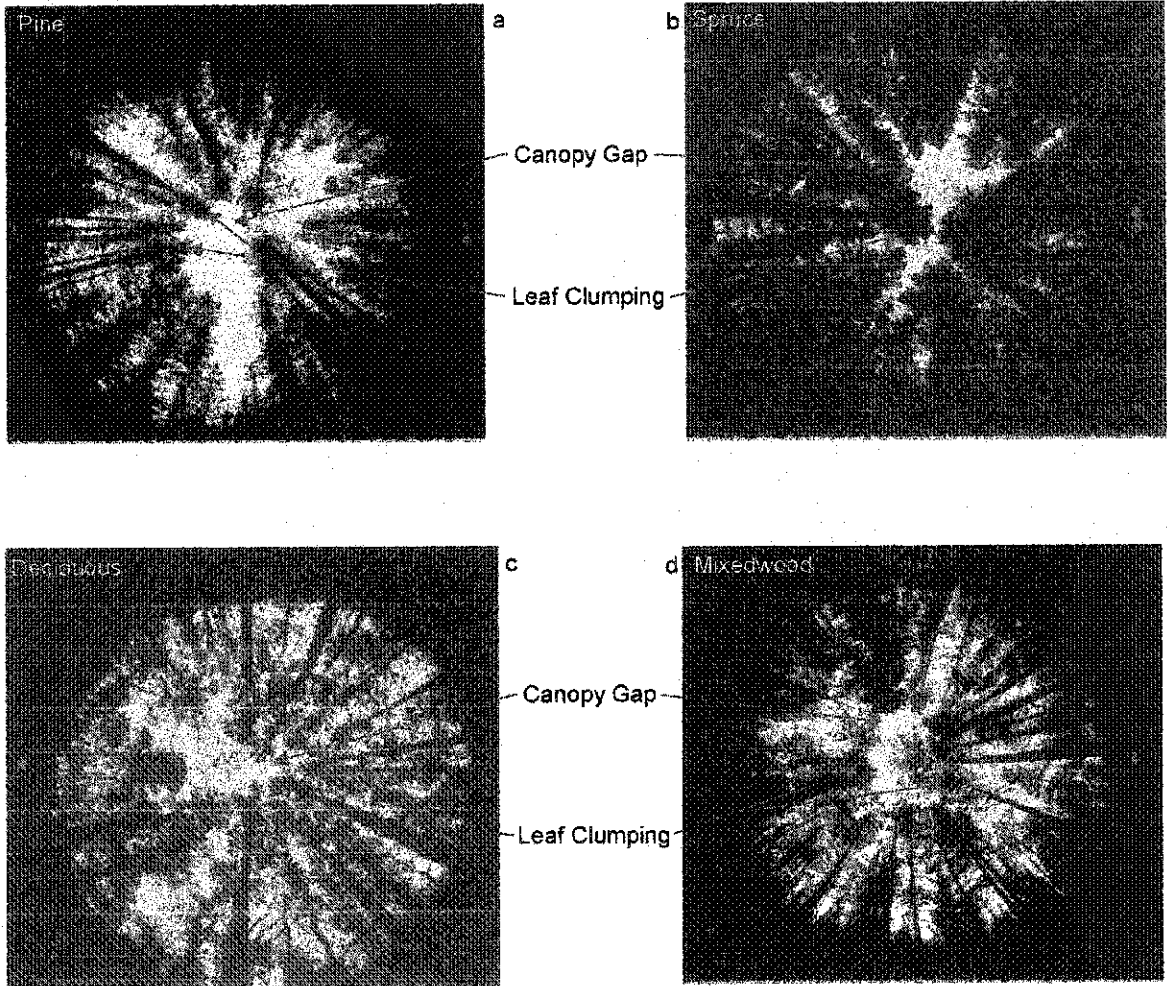 Pine
a
b
Spruce
Canopy Gap
Leaf Clumping
Deciduous
c
d
Mixedwood
Canopy Gap
Leaf Clumping